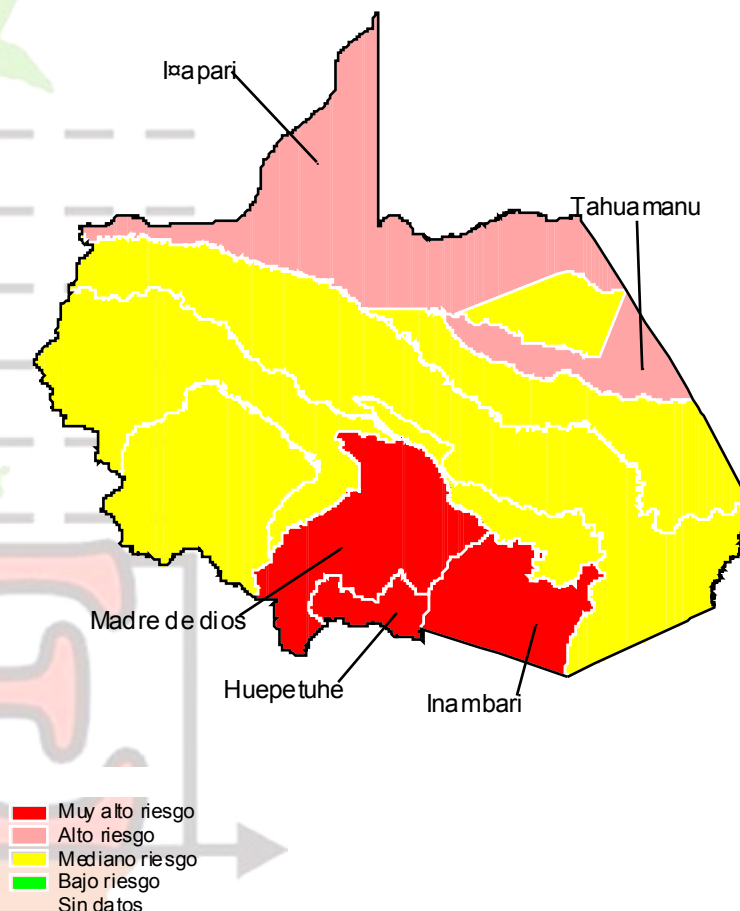 I¤apari
Tahuamanu
Madre de dios
Huepetuhe
Inambari
Muy alto riesgo
Alto riesgo
Mediano riesgo
Bajo riesgo
Sin datos